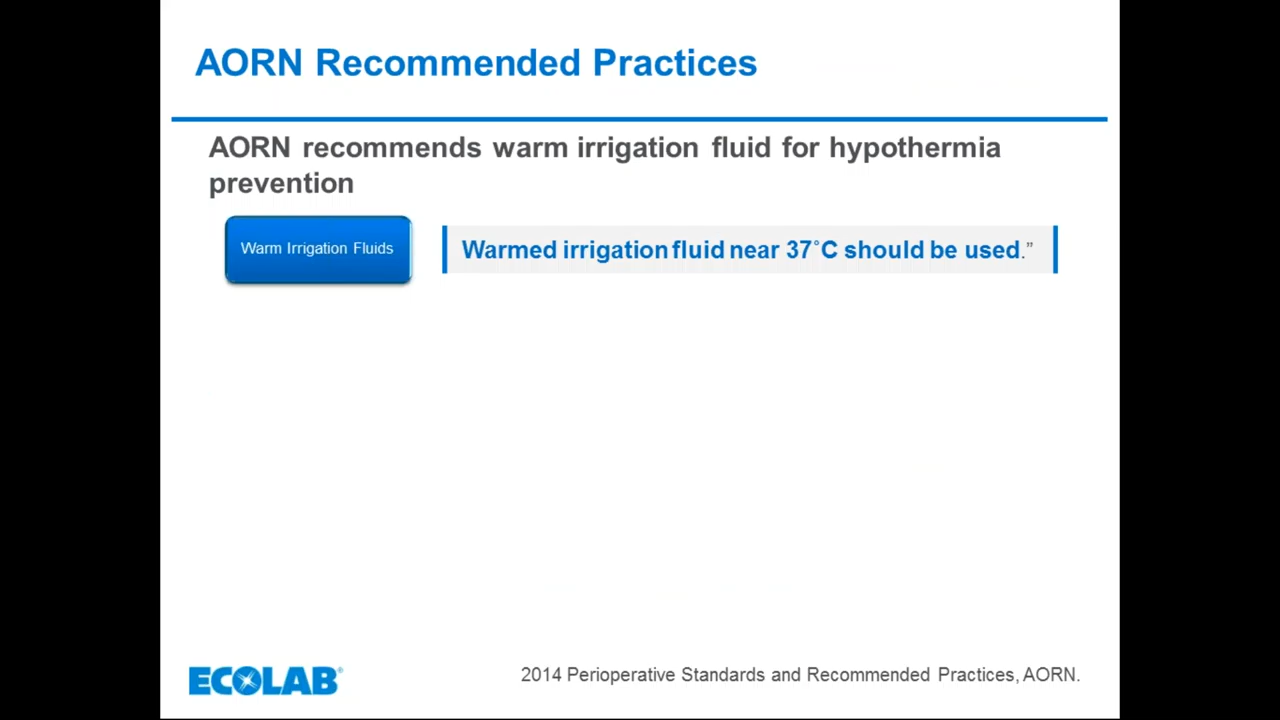 AORN Recommended Practices
AORN recommends warm irrigation fluid for hypothermia
prevention
Warm Irrigation Fluids
Warmed irrigation fluid near 37˚C should be used.”
ECOLAB®
2014 Perioperative Standards and Recommended Practices, AORN.